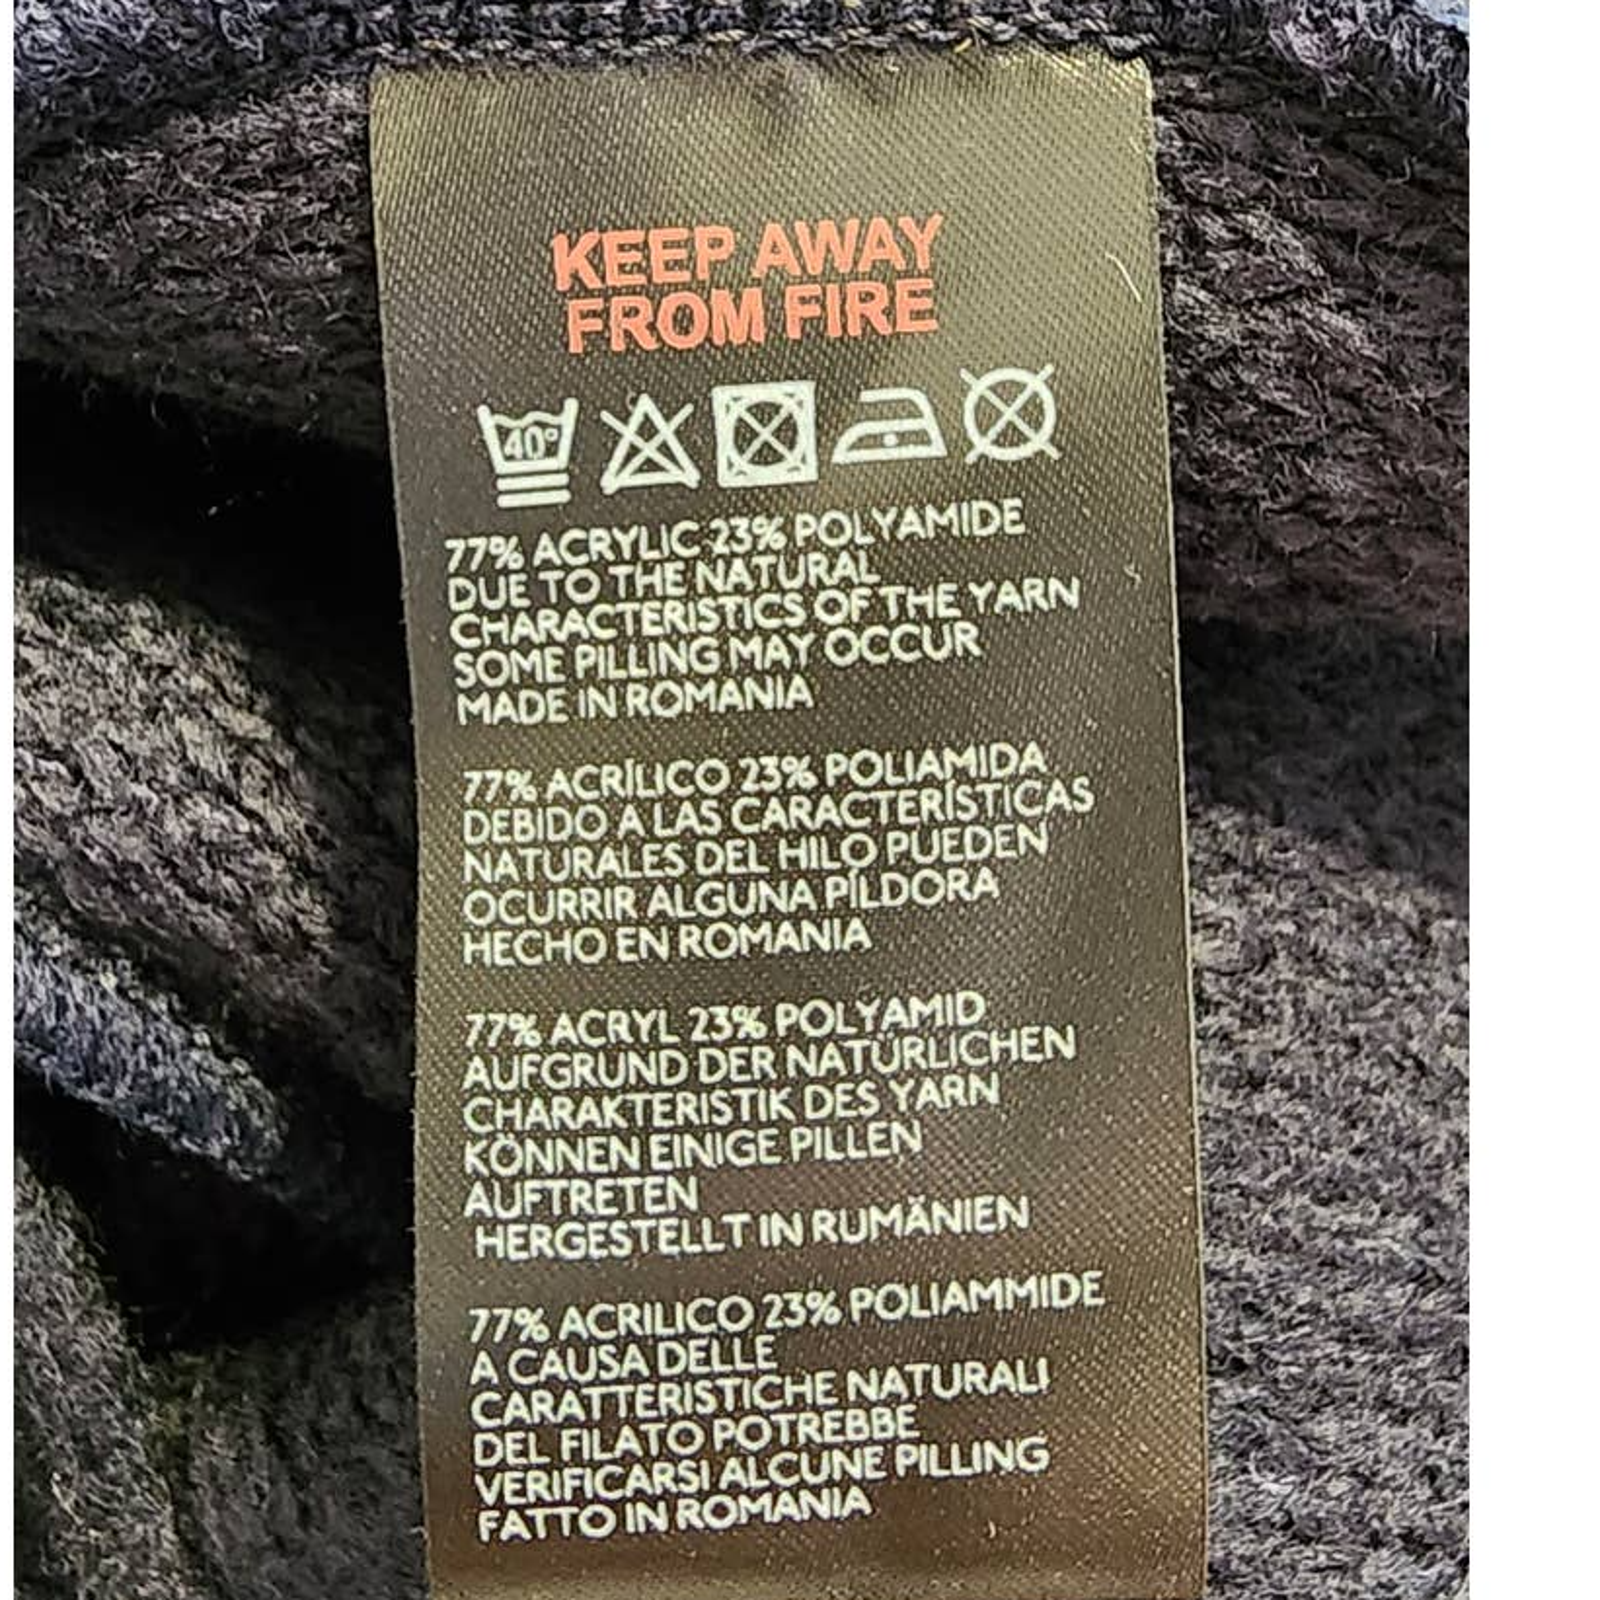 KEEP AWAY
FROM FIRE
40°
77% ACRYLIC 23% POLYAMIDE
DUE TO THE NATURAL
CHARACTERISTICS OF THE YARN
SOME PILLING MAY OCCUR
MADE IN ROMANIA
77% ACRÍLICO 23% POLIAMIDA
DEBIDO A LAS CARACTERÍSTICAS
NATURALES DEL HILO PUEDEN
OCURRIR ALGUNA PÍLDORA
HECHO EN ROMANIA
77% ACRYL 23% POLYAMID
AUFGRUND DER NATÜRLICHEN
CHARAKTERISTIK DES YARN
KÖNNEN EINIGE PILLEN
AUFTRETEN
HERGESTELLT IN RUMÄNIEN
77% ACRILICO 23% POLIAMMIDE
A CAUSA DELLE
CARATTERISTICHE NATURALI
DEL FILATO POTREBBE
VERIFICARSI ALCUNE PILLING
FATTO IN ROMANIA